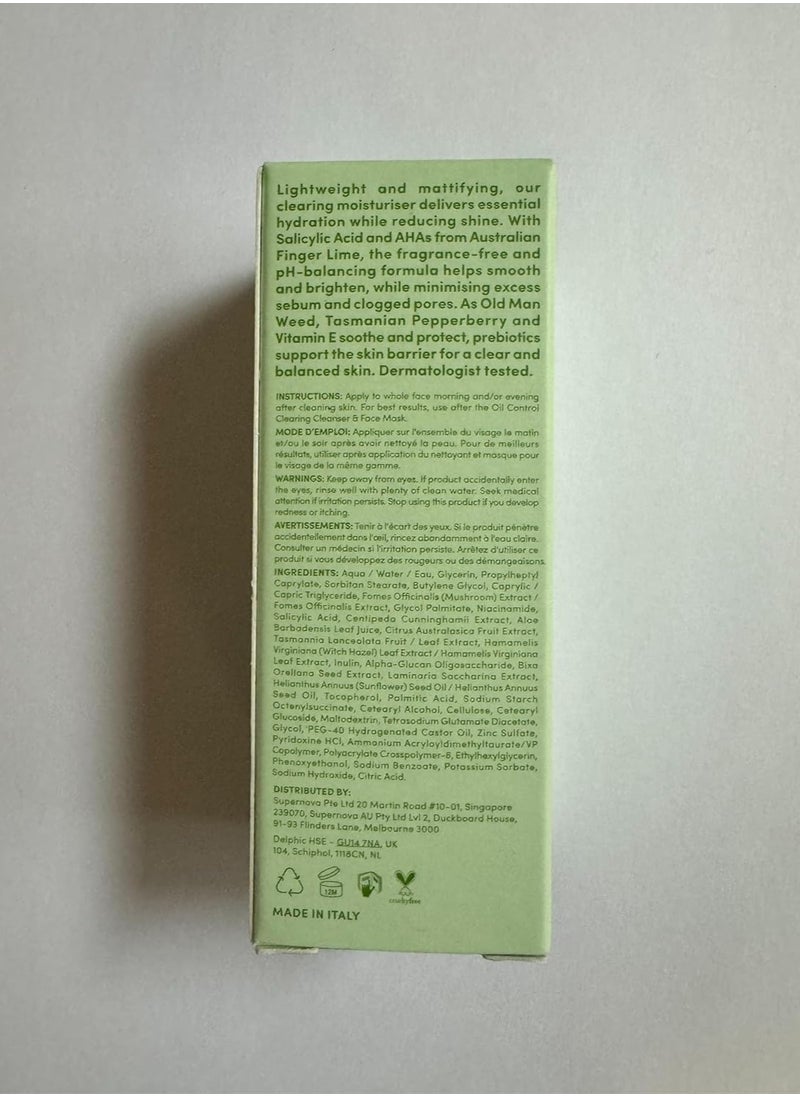 Lightweight and mattifying, our
clearing moisturiser delivers essential
hydration while reducing shine. With
Salicylic Acid and AHAs from Australian
Finger Lime, the fragrance-free and
pH-balancing formula helps smooth
and brighten, while minimising excess
sebum and clogged pores. As Old Man
Weed, Tasmanian Pepperberry and
Vitamin E soothe and protect, prebiotics
support the skin barrier for a clear and
balanced skin. Dermatologist tested.
INSTRUCTIONS: Apply to whole face morning and/or evening
after cleaning skin. For best results, use after the Oil Control
Clearing Cleanser & Face Mask.
MODE D'EMPLOI: Appliquer sur l'ensemble du visage le matin
et/ou le soir après avoir nettoyé la peau. Pour de meilleurs
résultats, utiliser après application du nettoyant et masque pour
le visage de la même gamme.
WARNINGS: Keep away from eyes. If product accidentally enter
the eyes, rinse well with plenty of clean water. Seek medical
attention if irritation persists. Stop using this product if you develop
redness or itching.
AVERTISSEMENTS: Tenir à l'écart des yeux. Si le produit pénètre
accidentellement dans l'œil, rincez abondamment à l'eau claire.
Consulter un médecin si l'irritation persiste. Arrêtez d'utiliser ce
produit si vous développez des rougeurs ou des démangeaisons.
INGREDIENTS: Aqua / Water / Eau, Glycerin, Propylheptyl
Caprylate, Sorbitan Stearate, Butylene Glycol, Caprylic /
Capric Triglyceride, Fomes Officinalis (Mushroom) Extract /
Fomes Officinalis Extract, Glycol Palmitate, Niacinamide,
Salicylic Acid, Centipeda Cunninghamii Extract, Aloe
Barbadensis Leaf Juice, Citrus Australasica Fruit Extract,
Tasmannia Lanceolata Fruit / Leaf Extract, Hamamelis
Virginiana (Witch Hazel) Leaf Extract / Hamamelis Virginiana
Leaf Extract, Inulin, Alpha-Glucan Oligosaccharide, Bixa
Orellana Seed Extract, Laminaria Saccharina Extract,
Helianthus Annuus (Sunflower) Seed Oil / Helianthus Annuus
Seed Oil, Tocopherol, Palmitic Acid, Sodium Starch
Octenylsuccinate, Cetearyl Alcohol, Cellulose, Cetearyl
Glucoside, Maltodextrin, Tetrasodium Glutamate Diacetate,
Glycol, PEG-40 Hydrogenated Castor Oil, Zinc Sulfate,
Pyridoxine HCl, Ammonium Acryloyldimethyltaurate/VP
Copolymer, Polyacrylate Crosspolymer-6, Ethylhexylglycerin,
Phenoxyethanol, Sodium Benzoate, Potassium Sorbate,
Sodium Hydroxide, Citric Acid.
DISTRIBUTED BY:
Supernova Pte Ltd 20 Martin Road #10-01, Singapore
239070, Supernova AU Pty Ltd Lvl 2, Duckboard House,
91-93 Flinders Lane, Melbourne 3000
Delphic HSE - GU14 7NA, UK
104, Schiphol, 1118CN, NL
12M
crueltyfree
MADE IN ITALY